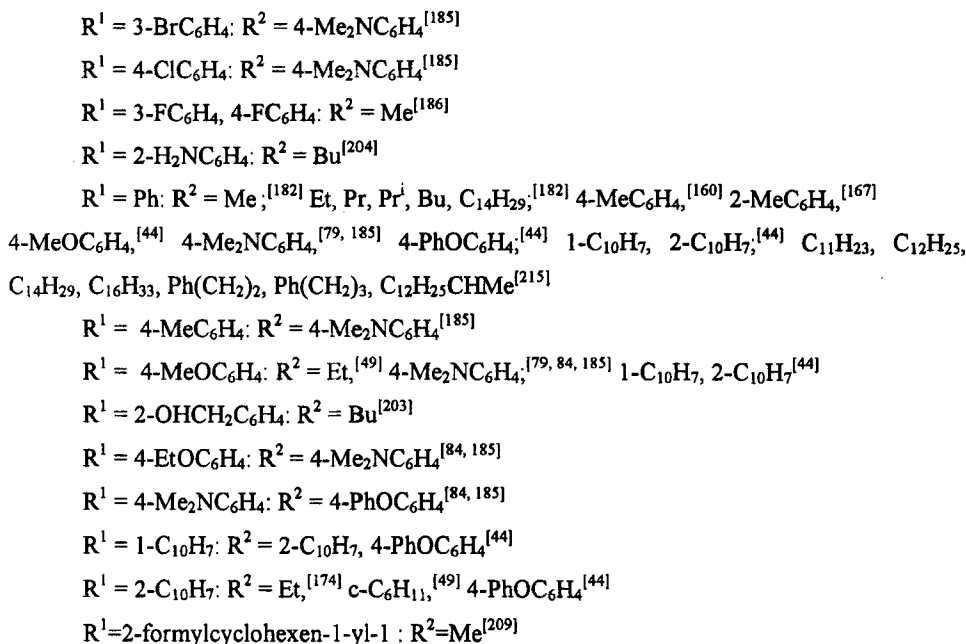 R¹ = 3-BrC₆H₄: R² = 4-Me₂NC₆H₄[185]
R¹ = 4-ClC₆H₄: R² = 4-Me₂NC₆H₄[185]
R¹ = 3-FC₆H₄, 4-FC₆H₄: R² = Me[186]
R¹ = 2-H₂NC₆H₄: R² = Bu[204]
R¹ = Ph: R² = Me;[182] Et, Pr, Prⁱ, Bu, C₁₄H₂₉;[182] 4-MeC₆H₄,[160] 2-MeC₆H₄,[167]
4-MeOC₆H₄,[44] 4-Me₂NC₆H₄,[79, 185] 4-PhOC₆H₄;[44] 1-C₁₀H₇, 2-C₁₀H₇;[44] C₁₁H₂₃, C₁₂H₂₅,
C₁₄H₂₉, C₁₆H₃₃, Ph(CH₂)₂, Ph(CH₂)₃, C₁₂H₂₅CHMe[215]
R¹ = 4-MeC₆H₄: R² = 4-Me₂NC₆H₄[185]
R¹ = 4-MeOC₆H₄: R² = Et,[49] 4-Me₂NC₆H₄;[79, 84, 185] 1-C₁₀H₇, 2-C₁₀H₇[44]
R¹ = 2-OHCH₂C₆H₄: R² = Bu[203]
R¹ = 4-EtOC₆H₄: R² = 4-Me₂NC₆H₄[84, 185]
R¹ = 4-Me₂NC₆H₄: R² = 4-PhOC₆H₄[84, 185]
R¹ = 1-C₁₀H₇: R² = 2-C₁₀H₇, 4-PhOC₆H₄[44]
R¹ = 2-C₁₀H₇: R² = Et,[174] c-C₆H₁₁,[49] 4-PhOC₆H₄[44]
R¹=2-formylcyclohexen-1-yl-1 : R²=Me[209]